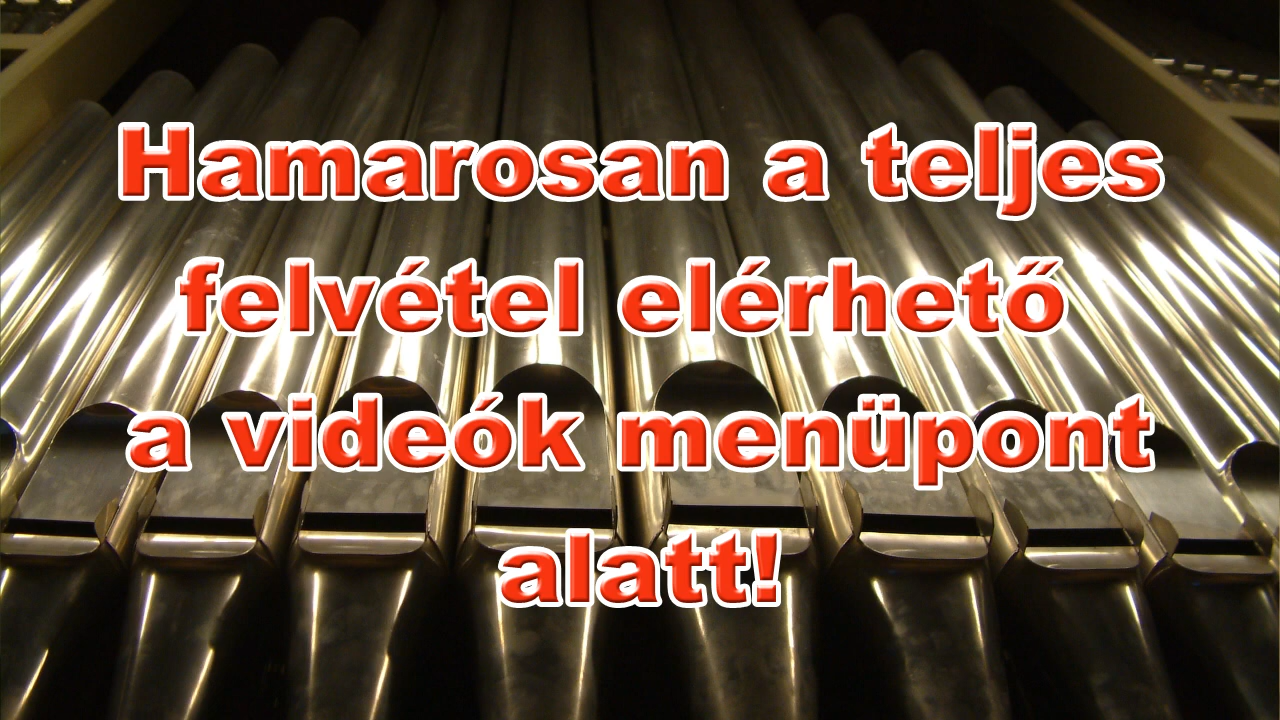 Hamarosan a teljes
felvétel elérhető
a videók menüpont
alatt!